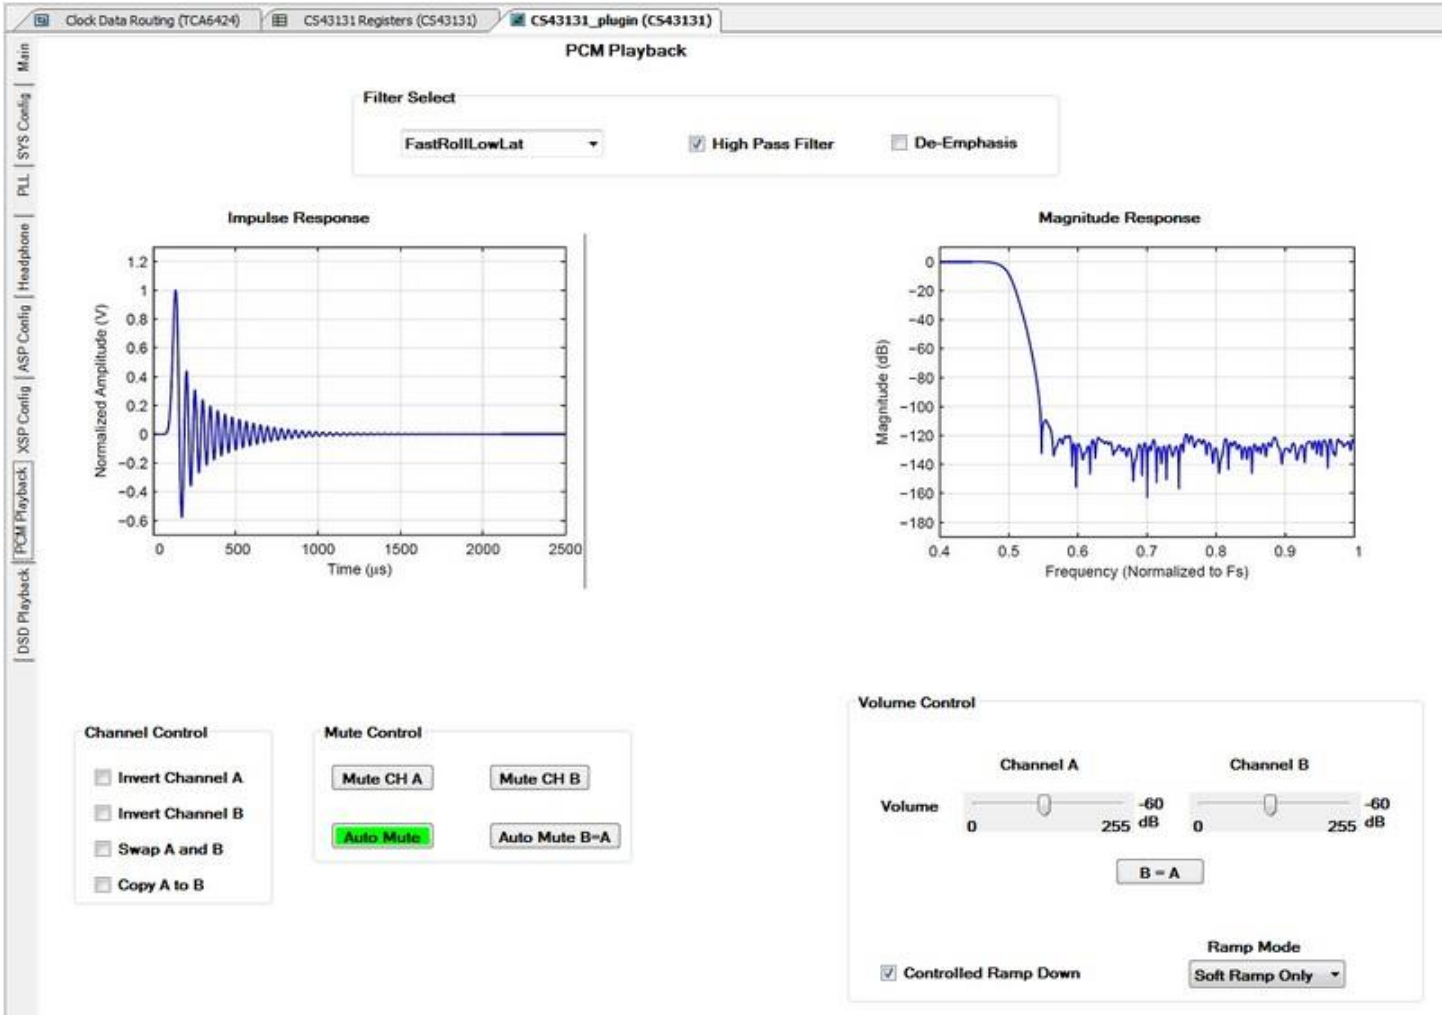 Clock Data Routing (TCA6424)
CS43131 Registers (CS43131)
CS43131_plugin (CS43131)
Main
SYS Config
PLL
Headphone
ASP Config
XSP Config
PCM Playback
DSD Playback
PCM Playback
Filter Select
FastRollLowLat
High Pass Filter
De-Emphasis
Impulse Response
Normalized Amplitude (V)
1.2
1
0.8
0.6
0.4
0.2
0
−0.2
−0.4
−0.6
0 500 1000 1500 2000 2500
Time (µs)
Magnitude Response
Magnitude (dB)
0
−20
−40
−60
−80
−100
−120
−140
−160
−180
0.4 0.5 0.6 0.7 0.8 0.9 1
Frequency (Normalized to Fs)
Channel Control
Invert Channel A
Invert Channel B
Swap A and B
Copy A to B
Mute Control
Mute CH A
Mute CH B
Auto Mute
Auto Mute B=A
Volume Control
Channel A
Channel B
Volume
0 255
-60
dB
0 255
-60
dB
B = A
Ramp Mode
Controlled Ramp Down
Soft Ramp Only